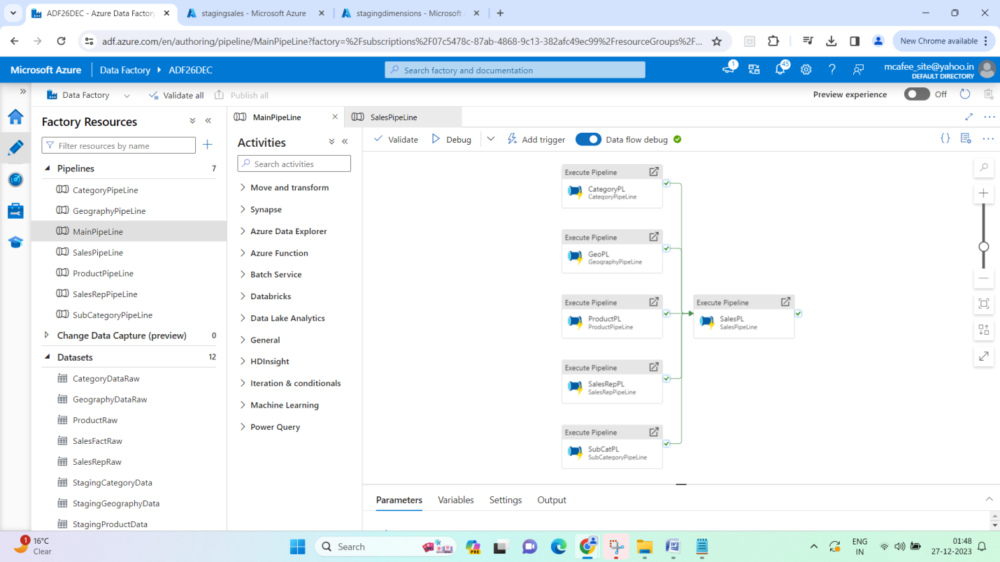 ADF26DEC - Azure Data Factory
stagingsales - Microsoft Azure
stagingdimensions - Microsoft
adf.azure.com/en/authoring/pipeline/MainPipeLine?factory=%2Fsubscriptions%2F07c5478c-87ab-4868-9c13-382afc49ec99%2FresourceGroups%2F...
New Chrome available
Microsoft Azure
Data Factory
ADF26DEC
Search factory and documentation
1
45
mcafee_site@yahoo.in
DEFAULT DIRECTORY
Data Factory
Validate all
Publish all
Preview experience
Off
Factory Resources
Filter resources by name
Pipelines 7
CategoryPipeLine
GeographyPipeLine
MainPipeLine
SalesPipeLine
ProductPipeLine
SalesRepPipeLine
SubCategoryPipeLine
Change Data Capture (preview) 0
Datasets 12
CategoryDataRaw
GeographyDataRaw
ProductRaw
SalesFactRaw
SalesRepRaw
StagingCategoryData
StagingGeographyData
StagingProductData
MainPipeLine
SalesPipeLine
Activities
Search activities
Move and transform
Synapse
Azure Data Explorer
Azure Function
Batch Service
Databricks
Data Lake Analytics
General
HDInsight
Iteration & conditionals
Machine Learning
Power Query
Validate
Debug
Add trigger
Data flow debug
Execute Pipeline
CategoryPL
CategoryPipeLine
Execute Pipeline
GeoPL
GeographyPipeLine
Execute Pipeline
ProductPL
ProductPipeLine
Execute Pipeline
SalesPL
SalesPipeLine
Execute Pipeline
SalesRepPL
SalesRepPipeLine
Execute Pipeline
SubCatPL
SubCategoryPipeLine
Parameters
Variables
Settings
Output
1
16°C
Clear
Search
PRE
ENG
IN
01:48
27-12-2023